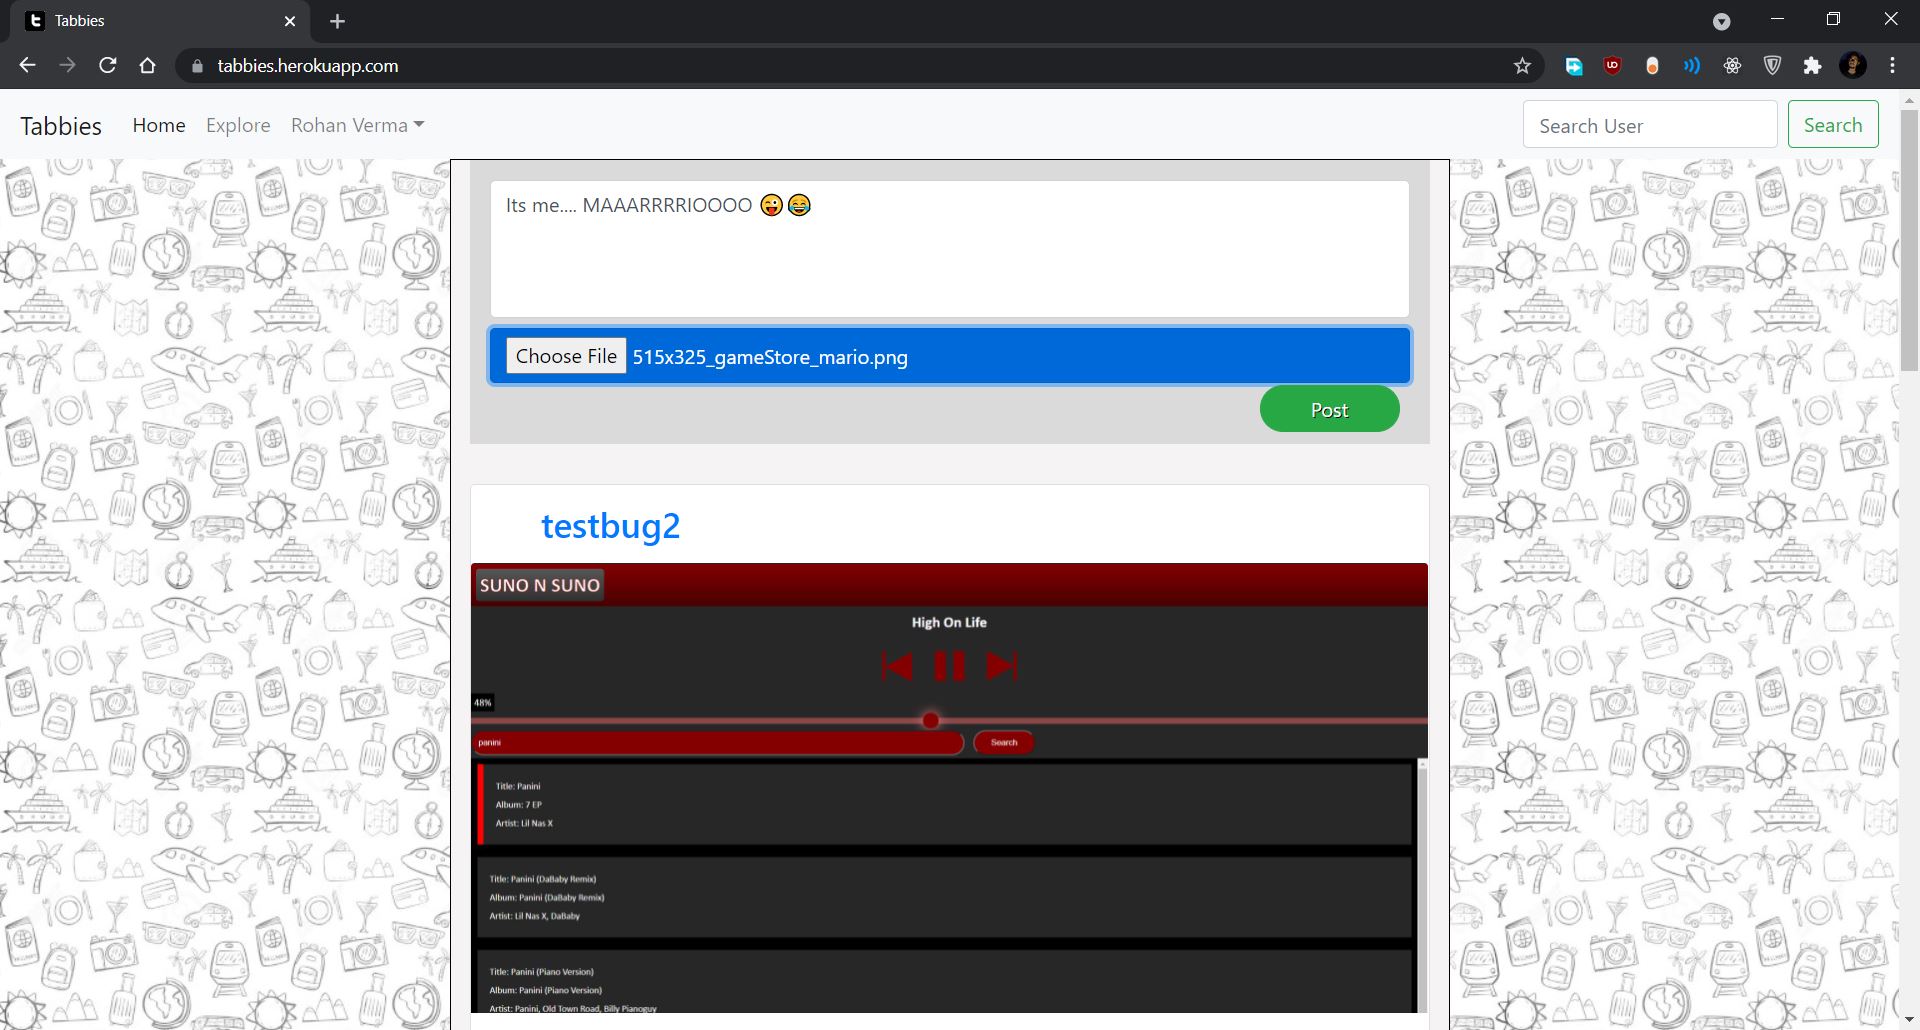 Tabbies
tabbies.herokuapp.com
Tabbies Home Explore Rohan Verma Search User Search
Its me.... MAAARRRRIOOOO 😜😂
Choose File 515x325_gameStore_mario.png
Post
testbug2
SUNO N SUNO
High On Life
48%
panini Search
Title: Panini
Album: 7 EP
Artist: Lil Nas X
Title: Panini (DaBaby Remix)
Album: Panini (DaBaby Remix)
Artist: Lil Nas X, DaBaby
Title: Panini (Piano Version)
Album: Panini (Piano Version)
Artist: Panini, Old Town Road, Billy Pianoguy